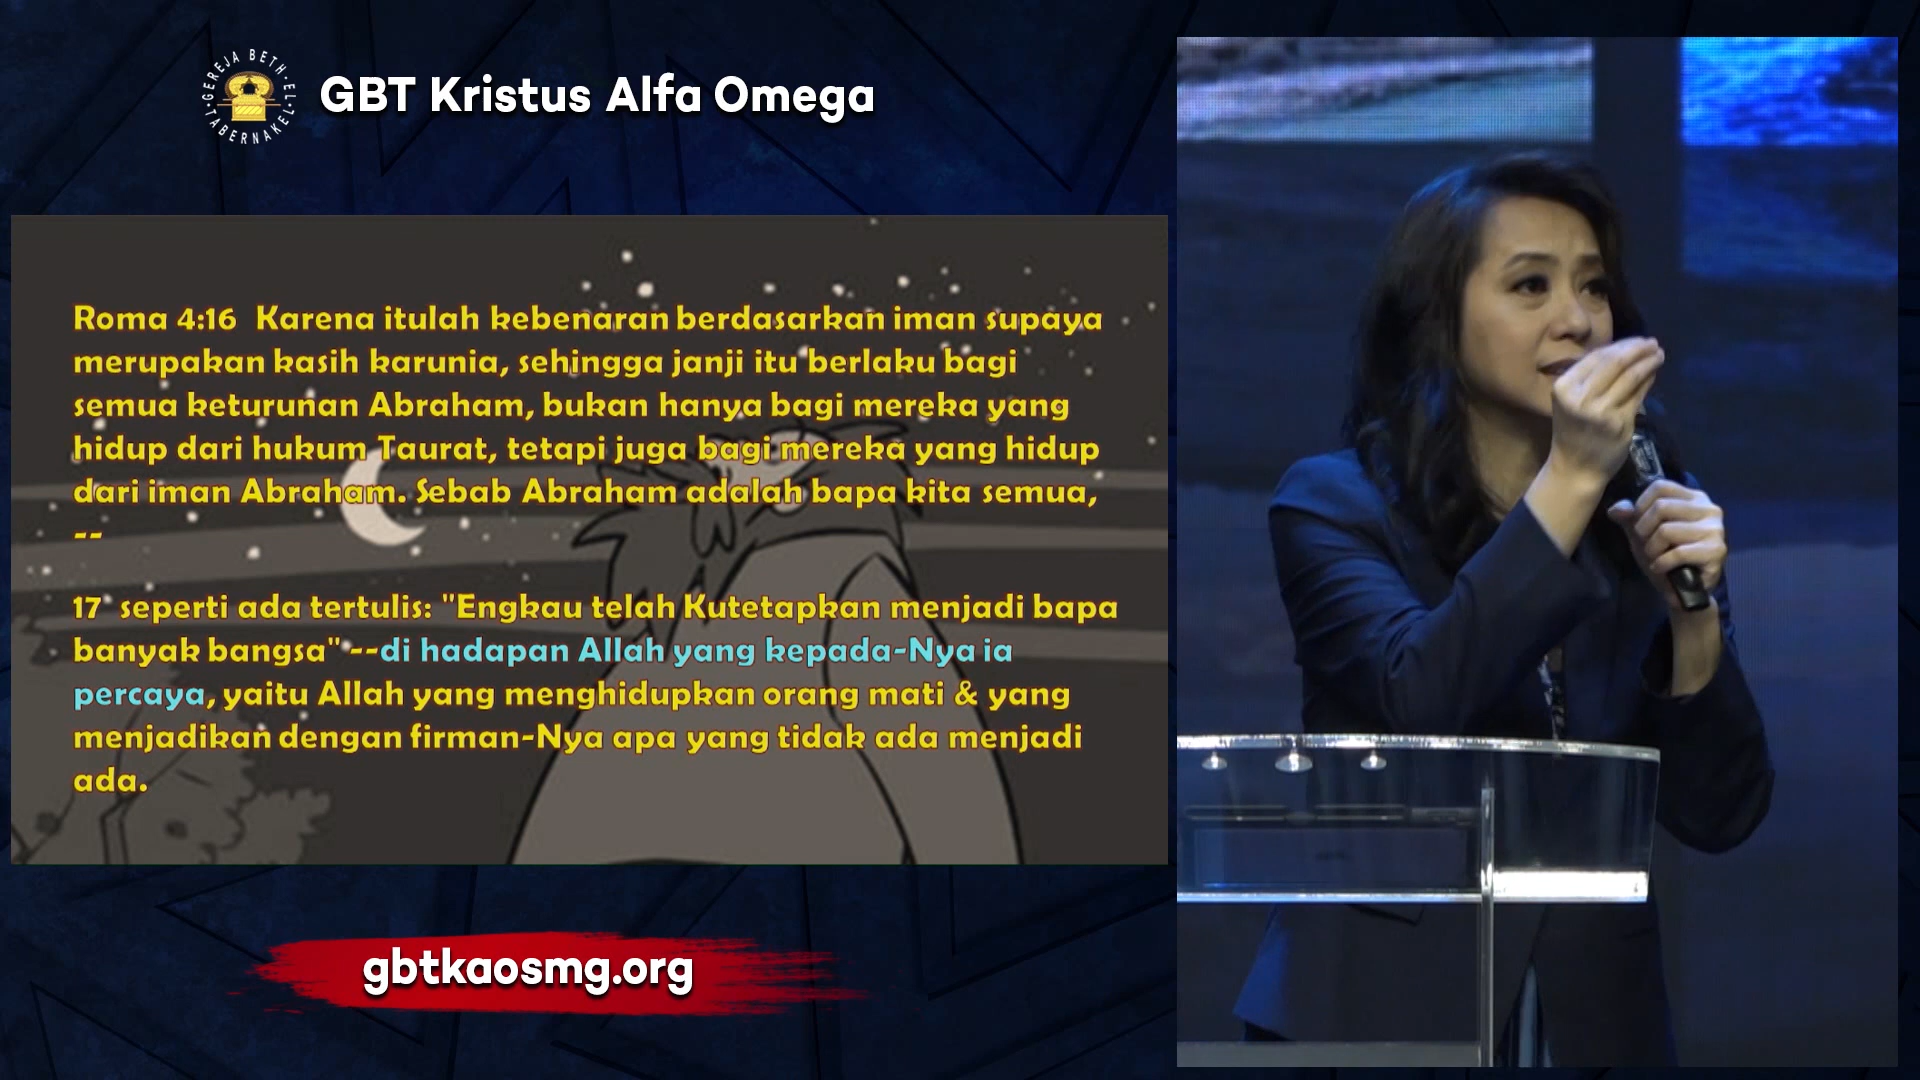 GEREJA BETH-EL TABERNAKEL
GBT Kristus Alfa Omega
Roma 4:16 Karena itulah kebenaran berdasarkan iman supaya
merupakan kasih karunia, sehingga janji itu berlaku bagi
semua keturunan Abraham, bukan hanya bagi mereka yang
hidup dari hukum Taurat, tetapi juga bagi mereka yang hidup
dari iman Abraham. Sebab Abraham adalah bapa kita semua,
--
17 seperti ada tertulis: "Engkau telah Kutetapkan menjadi bapa
banyak bangsa" --di hadapan Allah yang kepada-Nya ia
percaya, yaitu Allah yang menghidupkan orang mati & yang
menjadikan dengan firman-Nya apa yang tidak ada menjadi
ada.
gbtkaosmg.org